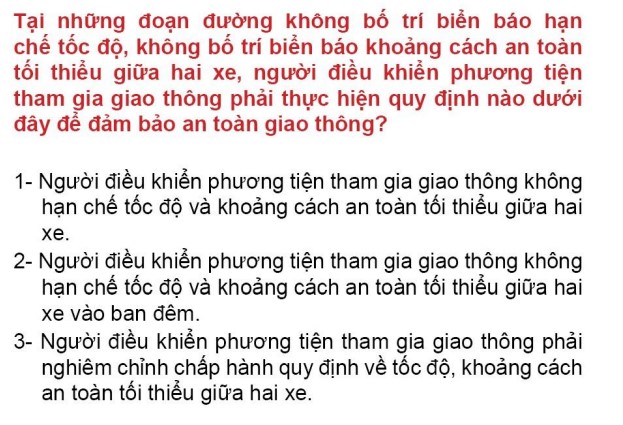 Tại những đoạn đường không bố trí biển báo hạn
chế tốc độ, không bố trí biển báo khoảng cách an toàn
tối thiểu giữa hai xe, người điều khiển phương tiện
tham gia giao thông phải thực hiện quy định nào dưới
đây để đảm bảo an toàn giao thông?
1- Người điều khiển phương tiện tham gia giao thông không
hạn chế tốc độ và khoảng cách an toàn tối thiểu giữa hai
xe.
2- Người điều khiển phương tiện tham gia giao thông không
hạn chế tốc độ và khoảng cách an toàn tối thiểu giữa hai
xe vào ban đêm.
3- Người điều khiển phương tiện tham gia giao thông phải
nghiêm chỉnh chấp hành quy định về tốc độ, khoảng cách
an toàn tối thiểu giữa hai xe.